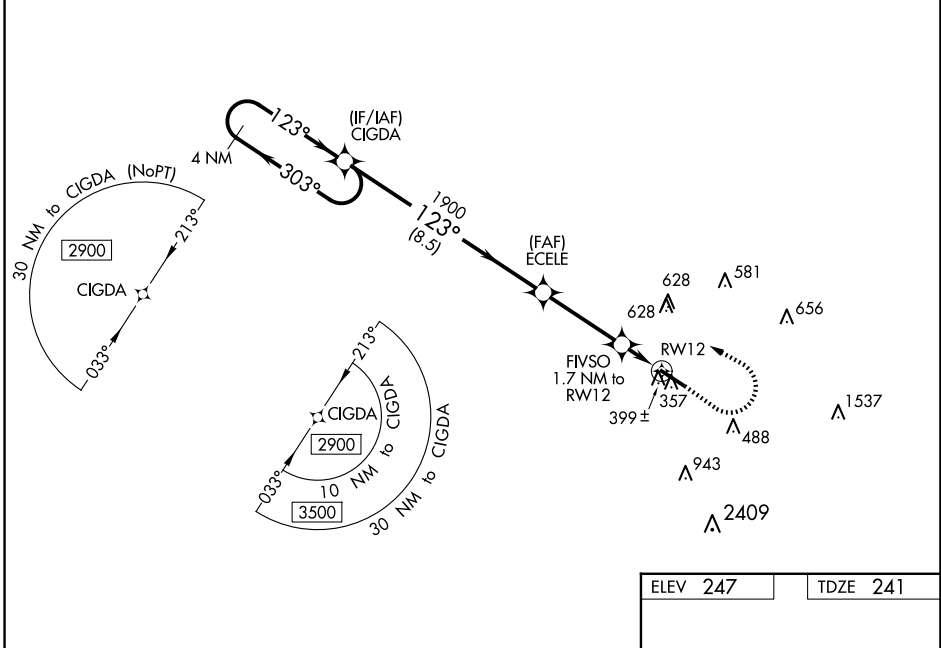 123°
(IF/IAF)
CIGDA
4 NM
303°
30 NM to CIGDA (NoPT)
213°
2900
CIGDA
033°
1900
123°
(8.5)
(FAF)
ECELE
628
628
581
656
FIVSO
1.7 NM to
RW12
RW12
399±
357
488
1537
943
2409
213°
CIGDA
2900
033°
10 NM to CIGDA
3500
30 NM to CIGDA
ELEV 247
TDZE 241